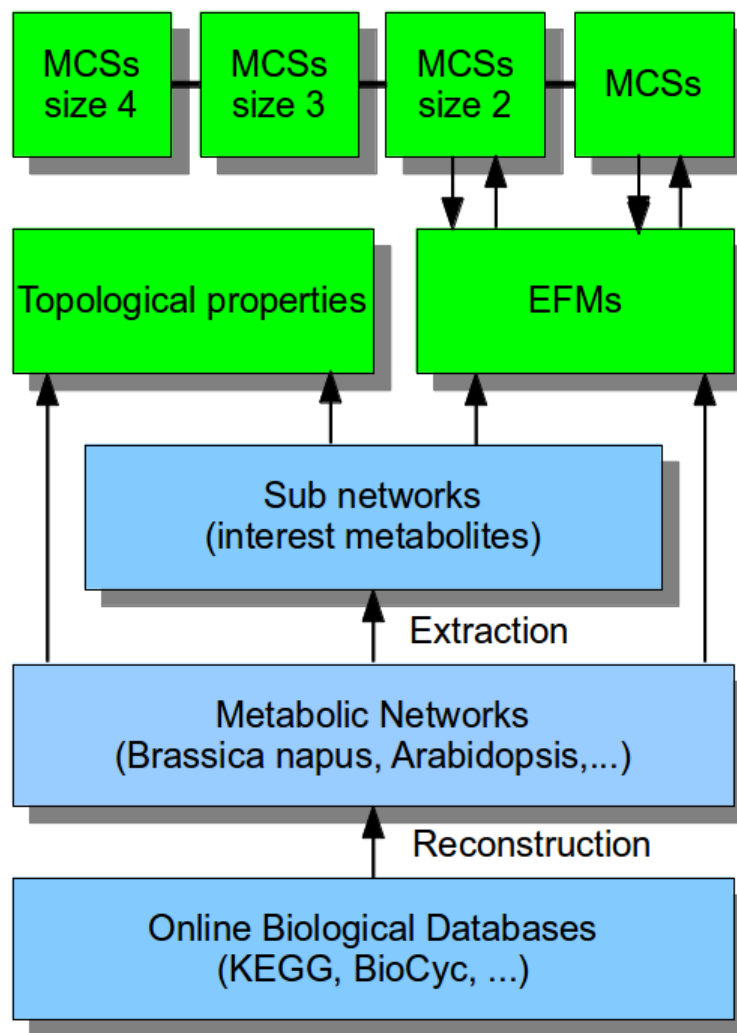 MCSs
size 4
MCSs
size 3
MCSs
size 2
MCSs
Topological properties
EFMs
Sub networks
(interest metabolites)
Extraction
Metabolic Networks
(Brassica napus, Arabidopsis,...)
Reconstruction
Online Biological Databases
(KEGG, BioCyc, ...)